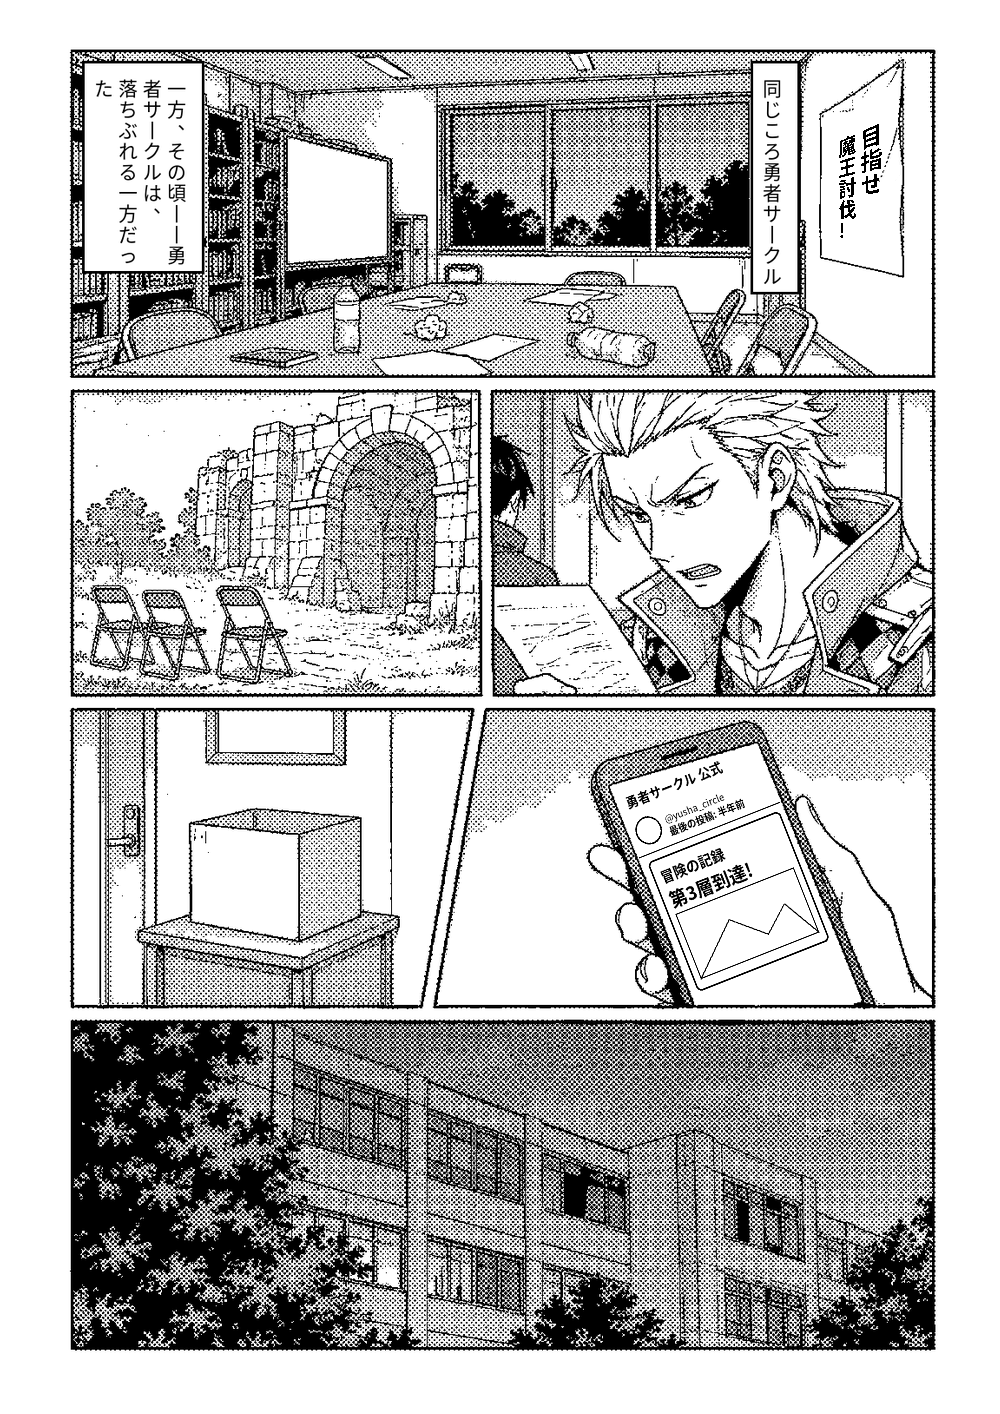 同じころ勇者サークル
目指せ
魔王討伐！
一方、その頃――勇
者サークルは、
落ちぶれる一方だっ
た
勇者サークル 公式
@yusha_circle
最後の投稿: 半年前
冒険の記録
第3層到達!